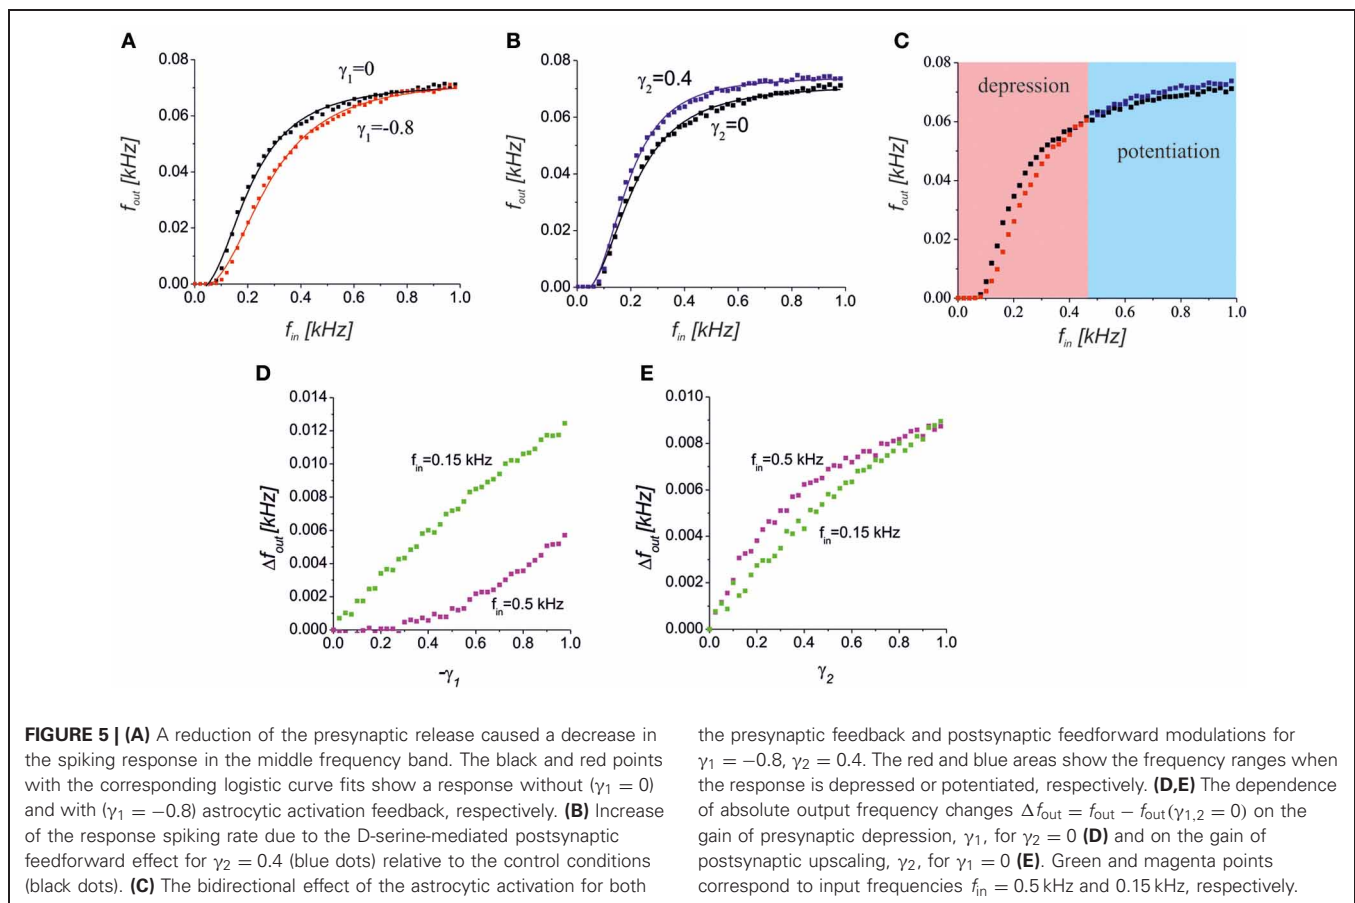 A
B
C
0.08
0.06
0.04
0.02
0.00
f_out [kHz]
γ₁=0
γ₁=-0.8
0.0 0.2 0.4 0.6 0.8 1.0
f_in [kHz]
0.08
0.06
0.04
0.02
0.00
f_out [kHz]
γ₂=0.4
γ₂=0
0.0 0.2 0.4 0.6 0.8 1.0
f_in [kHz]
0.08
0.06
0.04
0.02
0.00
f_out [kHz]
depression
potentiation
0.0 0.2 0.4 0.6 0.8 1.0
f_in [kHz]
D
E
0.014
0.012
0.010
0.008
0.006
0.004
0.002
0.000
Δf_out [kHz]
f_in=0.15 kHz
f_in=0.5 kHz
0.0 0.2 0.4 0.6 0.8 1.0
-γ₁
0.010
0.008
0.006
0.004
0.002
0.000
Δf_out [kHz]
f_in=0.5 kHz
f_in=0.15 kHz
0.0 0.2 0.4 0.6 0.8 1.0
γ₂
FIGURE 5 | (A) A reduction of the presynaptic release caused a decrease in
the spiking response in the middle frequency band. The black and red points
with the corresponding logistic curve fits show a response without (γ₁ = 0)
and with (γ₁ = −0.8) astrocytic activation feedback, respectively. (B) Increase
of the response spiking rate due to the D-serine-mediated postsynaptic
feedforward effect for γ₂ = 0.4 (blue dots) relative to the control conditions
(black dots). (C) The bidirectional effect of the astrocytic activation for both
the presynaptic feedback and postsynaptic feedforward modulations for
γ₁ = −0.8, γ₂ = 0.4. The red and blue areas show the frequency ranges when
the response is depressed or potentiated, respectively. (D,E) The dependence
of absolute output frequency changes Δf_out = f_out − f_out(γ₁,₂ = 0) on the
gain of presynaptic depression, γ₁, for γ₂ = 0 (D) and on the gain of
postsynaptic upscaling, γ₂, for γ₁ = 0 (E). Green and magenta points
correspond to input frequencies f_in = 0.5 kHz and 0.15 kHz, respectively.